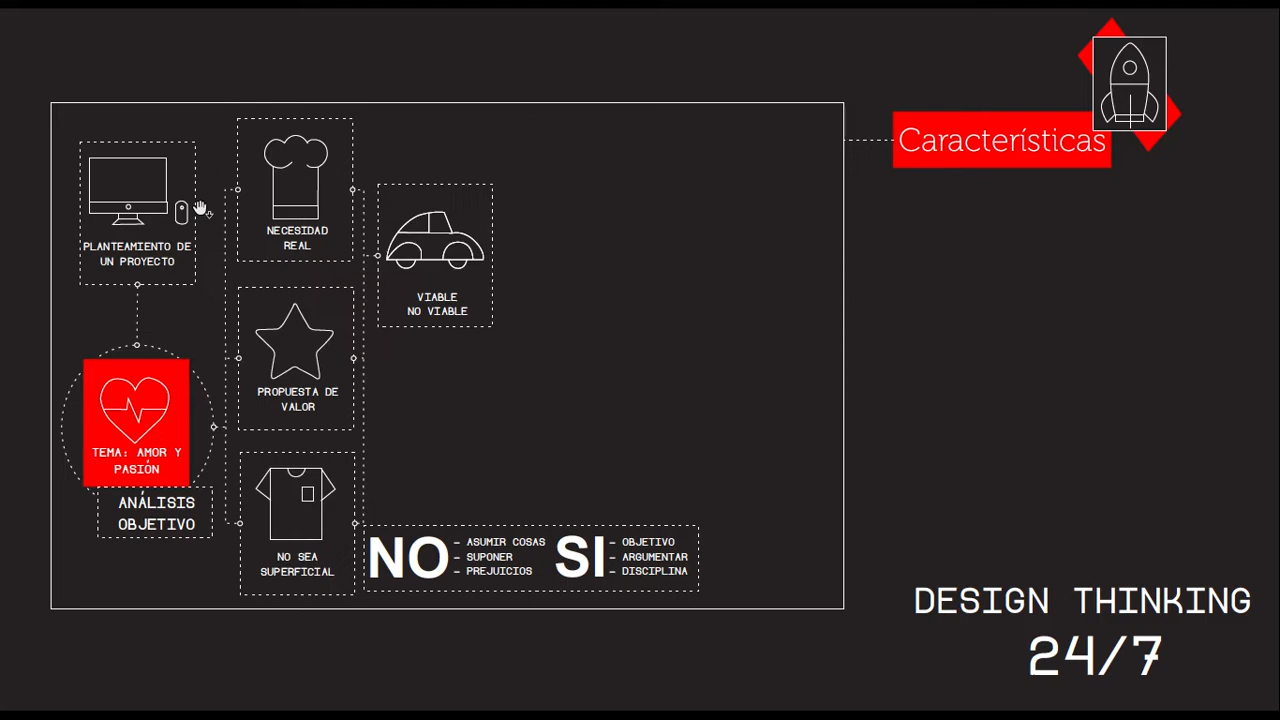 Características
PLANTEAMIENTO DE
UN PROYECTO
NECESIDAD
REAL
VIABLE
NO VIABLE
PROPUESTA DE
VALOR
TEMA: AMOR Y
PASIÓN
ANÁLISIS
OBJETIVO
NO SEA
SUPERFICIAL
NO
- ASUMIR COSAS
- SUPONER
- PREJUICIOS
SI
- OBJETIVO
- ARGUMENTAR
- DISCIPLINA
DESIGN THINKING
24/7